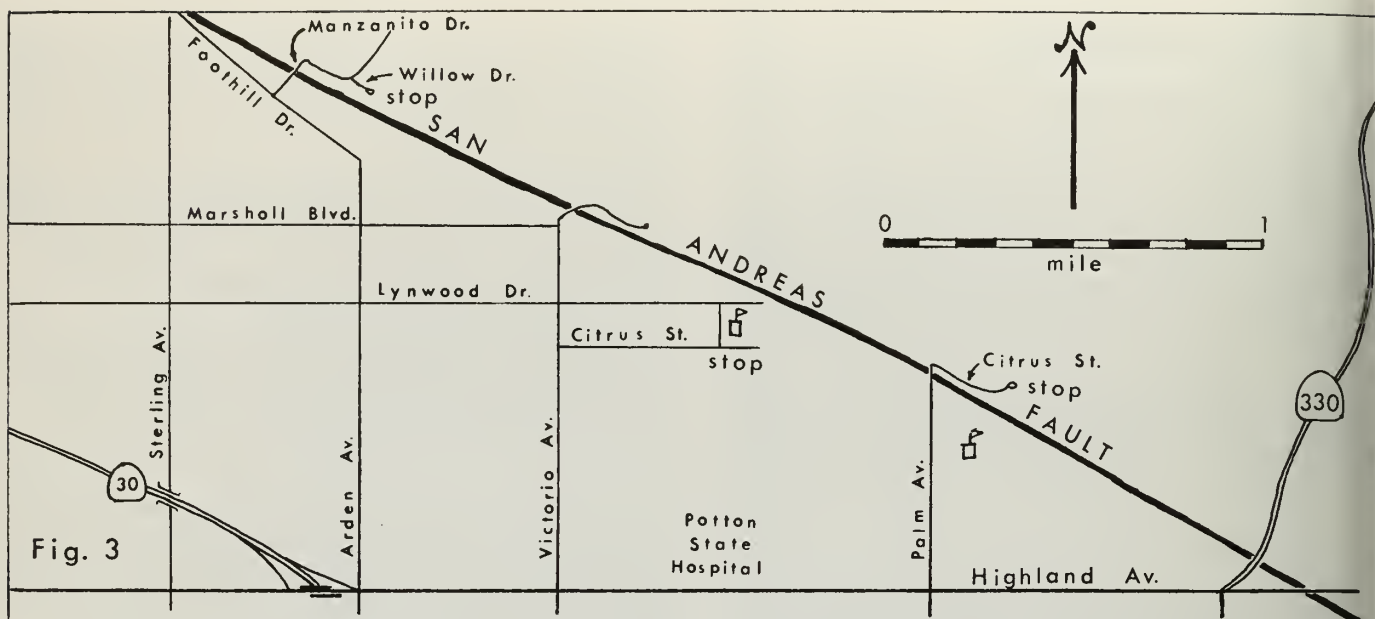 Manzanito Dr.
Foothill Dr.
Willow Dr.
stop
N
SAN
ANDREAS
FAULT
0 1
mile
Marsholl Blvd.
Lynwood Dr.
Citrus St.
stop
Citrus St.
stop
330
Sterling Av.
30
Arden Av.
Victorio Av.
Palm Av.
Potton
State
Hospital
Highland Av.
Fig. 3